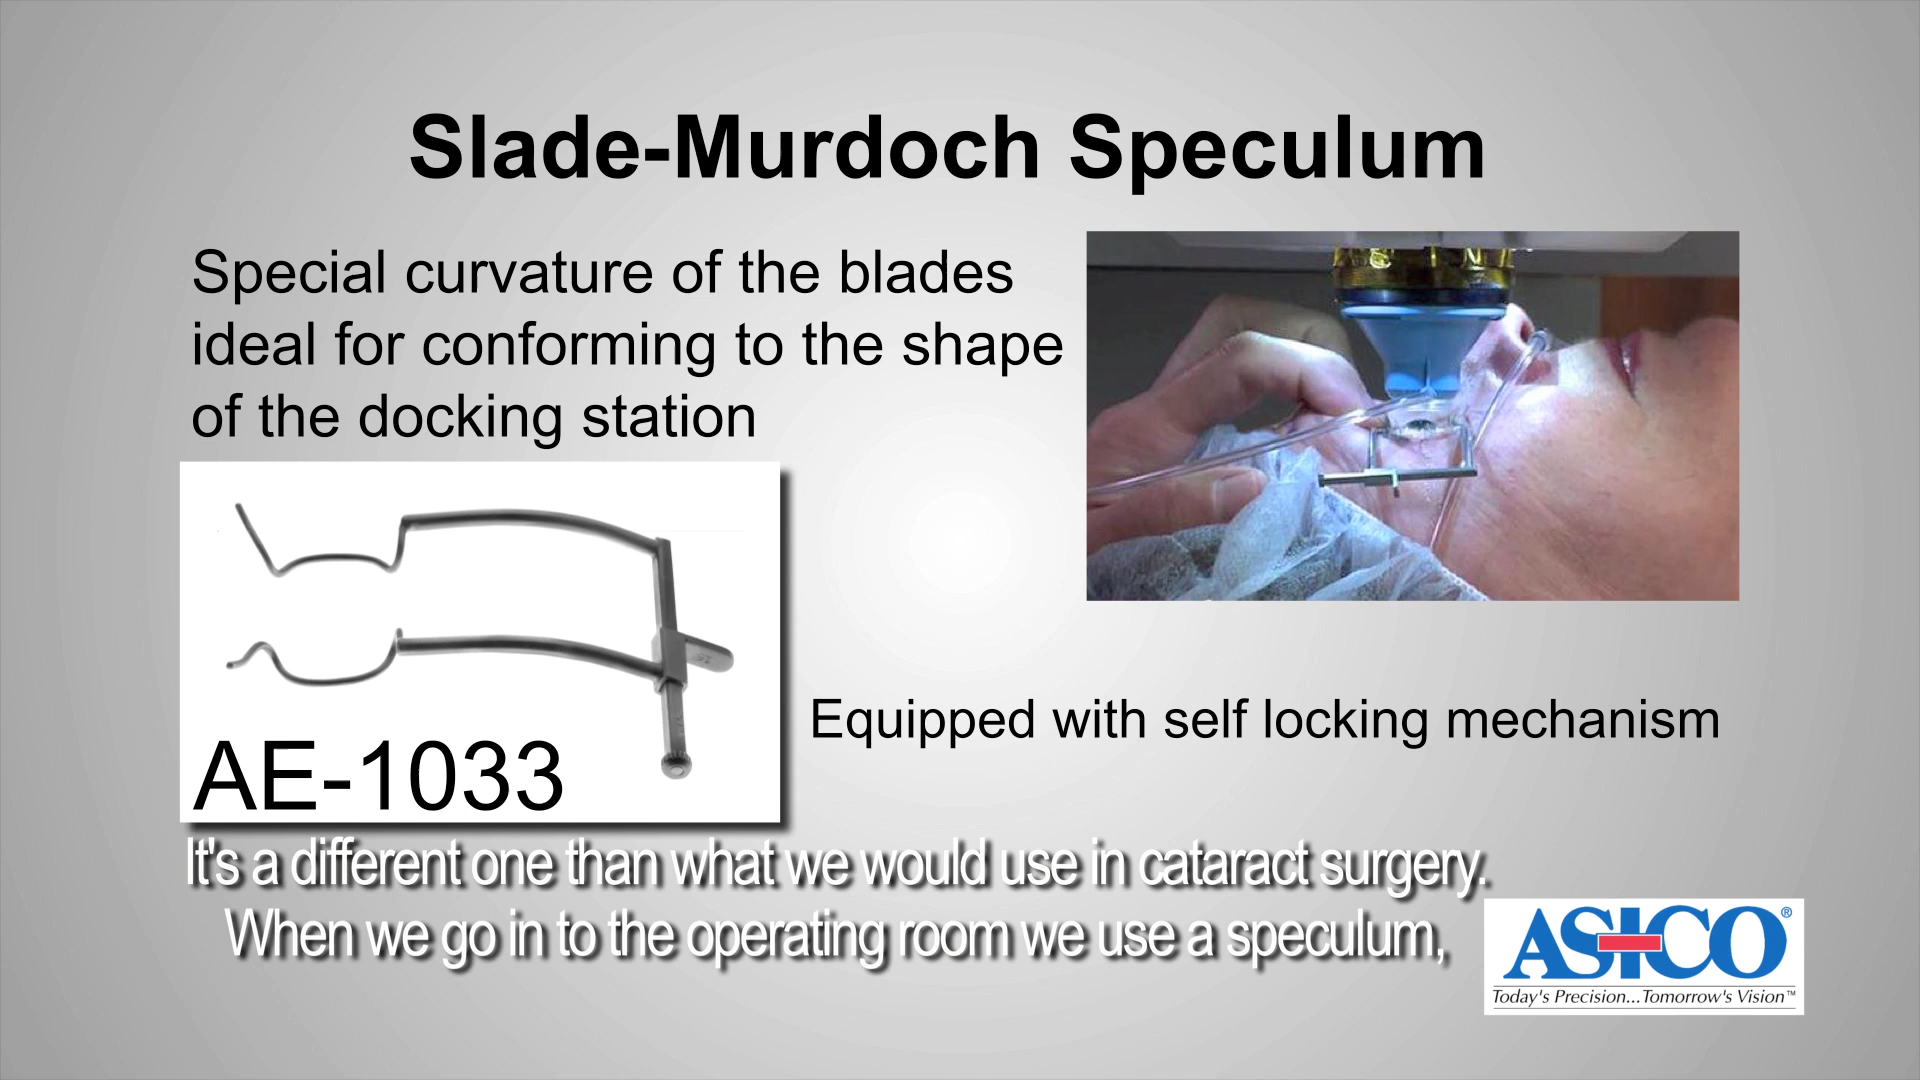 Slade-Murdoch Speculum
Special curvature of the blades
ideal for conforming to the shape
of the docking station
AE-1033
Equipped with self locking mechanism
It's a different one than what we would use in cataract surgery.
When we go in to the operating room we use a speculum,
ASICO®
Today's Precision...Tomorrow's Vision™